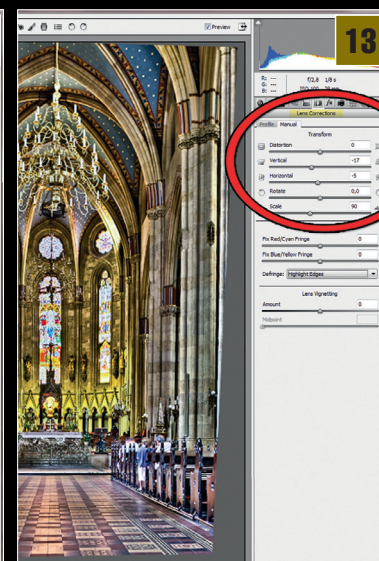 Preview
13
R: ---
G: ---
B: ---
f/2,8 1/8 s
ISO 100
Lens Corrections
Profile Manual
Transform
Distortion 0
Vertical -17
Horizontal -5
Rotate 0,0
Scale 90
Fix Red/Cyan Fringe 0
Fix Blue/Yellow Fringe 0
Defringe: Highlight Edges
Lens Vignetting
Amount 0
Midpoint